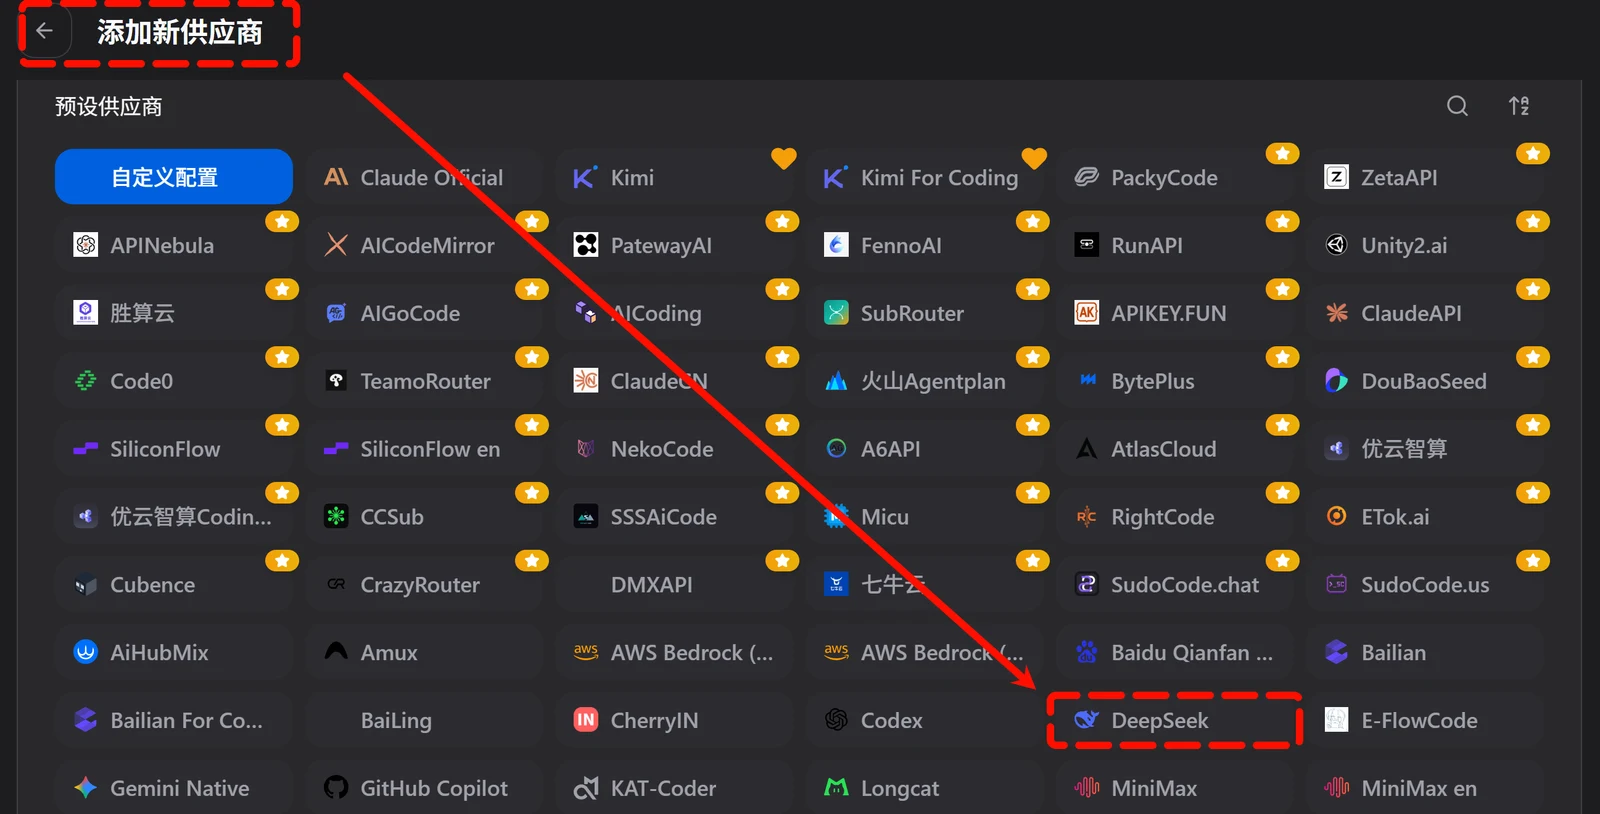 添加新供应商
预设供应商
自定义配置
Claude Official
Kimi
Kimi For Coding
PackyCode
ZetaAPI
APINebula
AICodeMirror
PatewayAI
FennoAI
RunAPI
Unity2.ai
胜算云
AIGoCode
AICoding
SubRouter
APIKEY.FUN
ClaudeAPI
Code0
TeamoRouter
ClaudeCN
火山Agentplan
BytePlus
DouBaoSeed
SiliconFlow
SiliconFlow en
NekoCode
A6API
AtlasCloud
优云智算
优云智算Codin...
CCSub
SSSAiCode
Micu
RightCode
ETok.ai
Cubence
CrazyRouter
DMXAPI
七牛云
SudoCode.chat
SudoCode.us
AiHubMix
Amux
aws AWS Bedrock (...
aws AWS Bedrock (...
Baidu Qianfan ...
Bailian
Bailian For Co...
BaiLing
IN CherryIN
Codex
DeepSeek
E-FlowCode
Gemini Native
GitHub Copilot
KAT-Coder
Longcat
MiniMax
MiniMax en